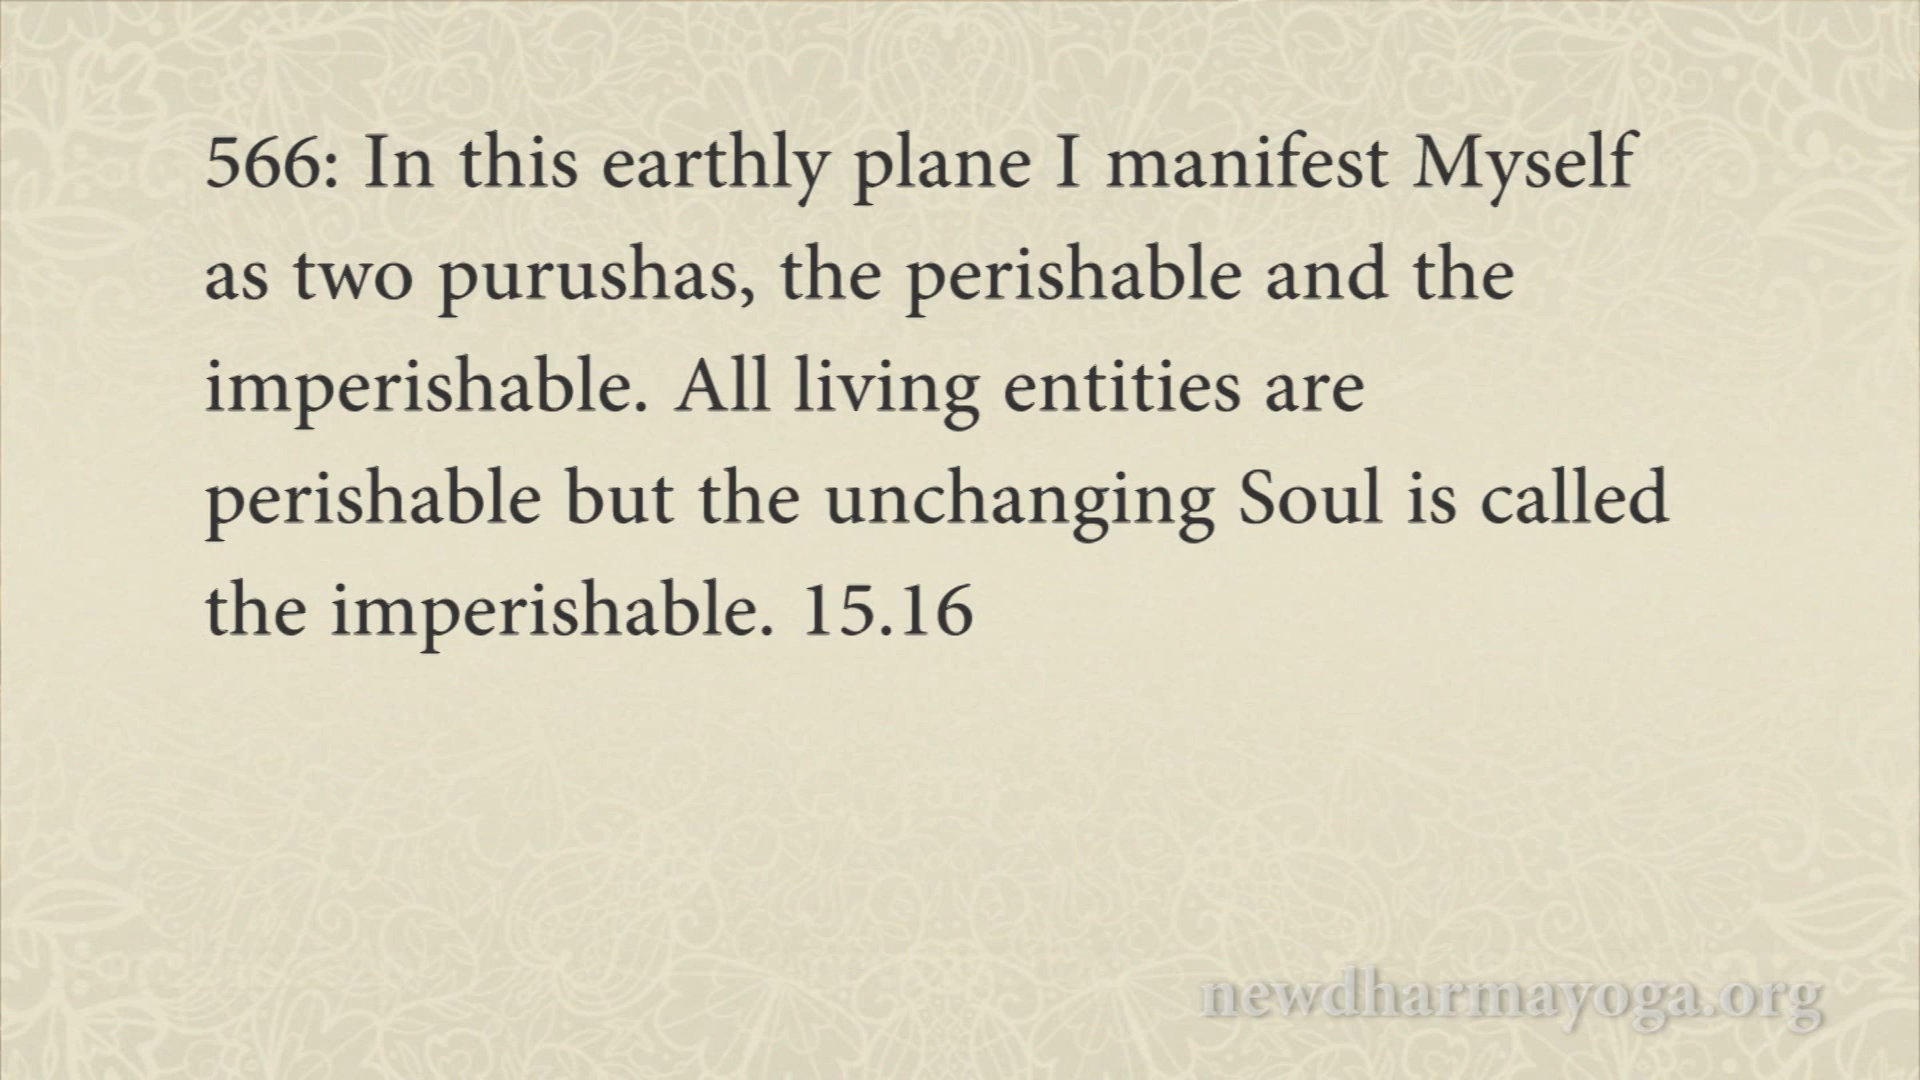 566: In this earthly plane I manifest Myself
as two purushas, the perishable and the
imperishable. All living entities are
perishable but the unchanging Soul is called
the imperishable. 15.16
newdharmayoga.org